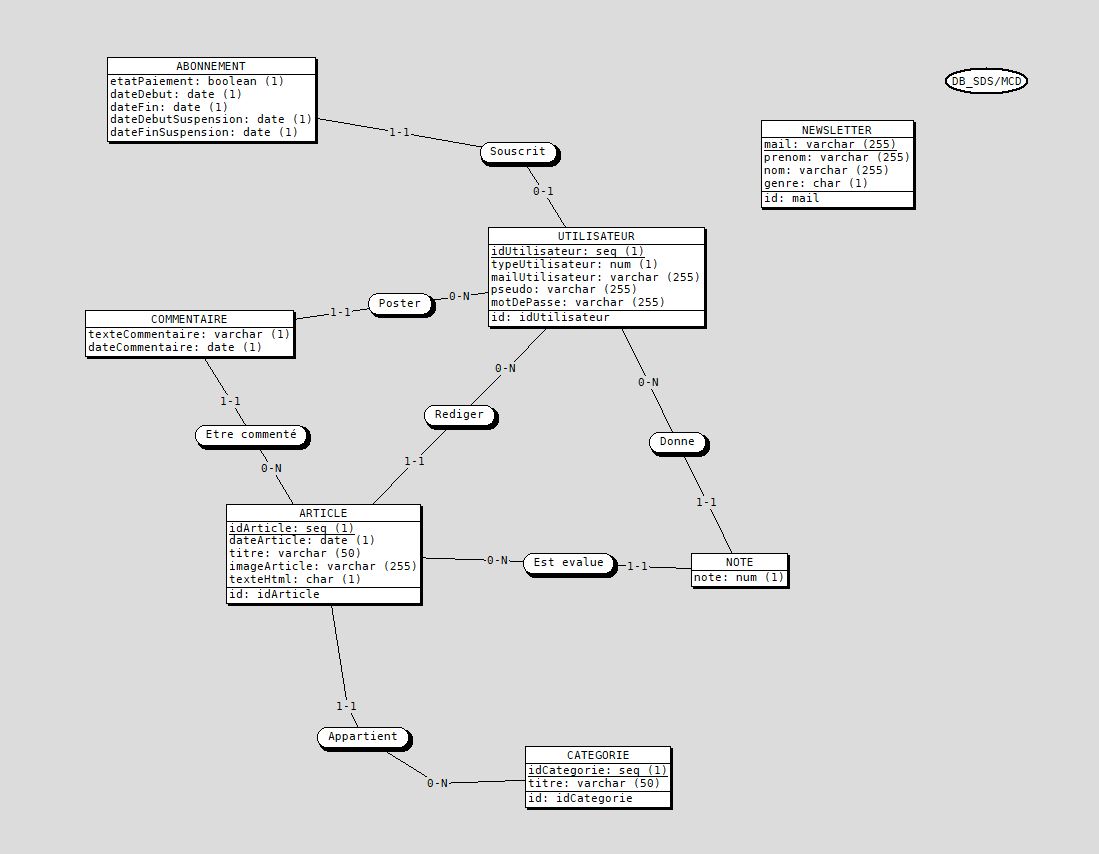 ABONNEMENT
etatPaiement: boolean (1)
dateDebut: date (1)
dateFin: date (1)
dateDebutSuspension: date (1)
dateFinSuspension: date (1)
DB_SDS/MCD
1-1
Souscrit
0-1
NEWSLETTER
mail: varchar (255)
prenom: varchar (255)
nom: varchar (255)
genre: char (1)
id: mail
UTILISATEUR
idUtilisateur: seq (1)
typeUtilisateur: num (1)
mailUtilisateur: varchar (255)
pseudo: varchar (255)
motDePasse: varchar (255)
id: idUtilisateur
0-N
Poster
1-1
COMMENTAIRE
texteCommentaire: varchar (1)
dateCommentaire: date (1)
1-1
Etre commenté
0-N
0-N
Rediger
1-1
0-N
Donne
1-1
ARTICLE
idArticle: seq (1)
dateArticle: date (1)
titre: varchar (50)
imageArticle: varchar (255)
texteHtml: char (1)
id: idArticle
0-N
Est evalue
1-1
NOTE
note: num (1)
1-1
Appartient
0-N
CATEGORIE
idCategorie: seq (1)
titre: varchar (50)
id: idCategorie